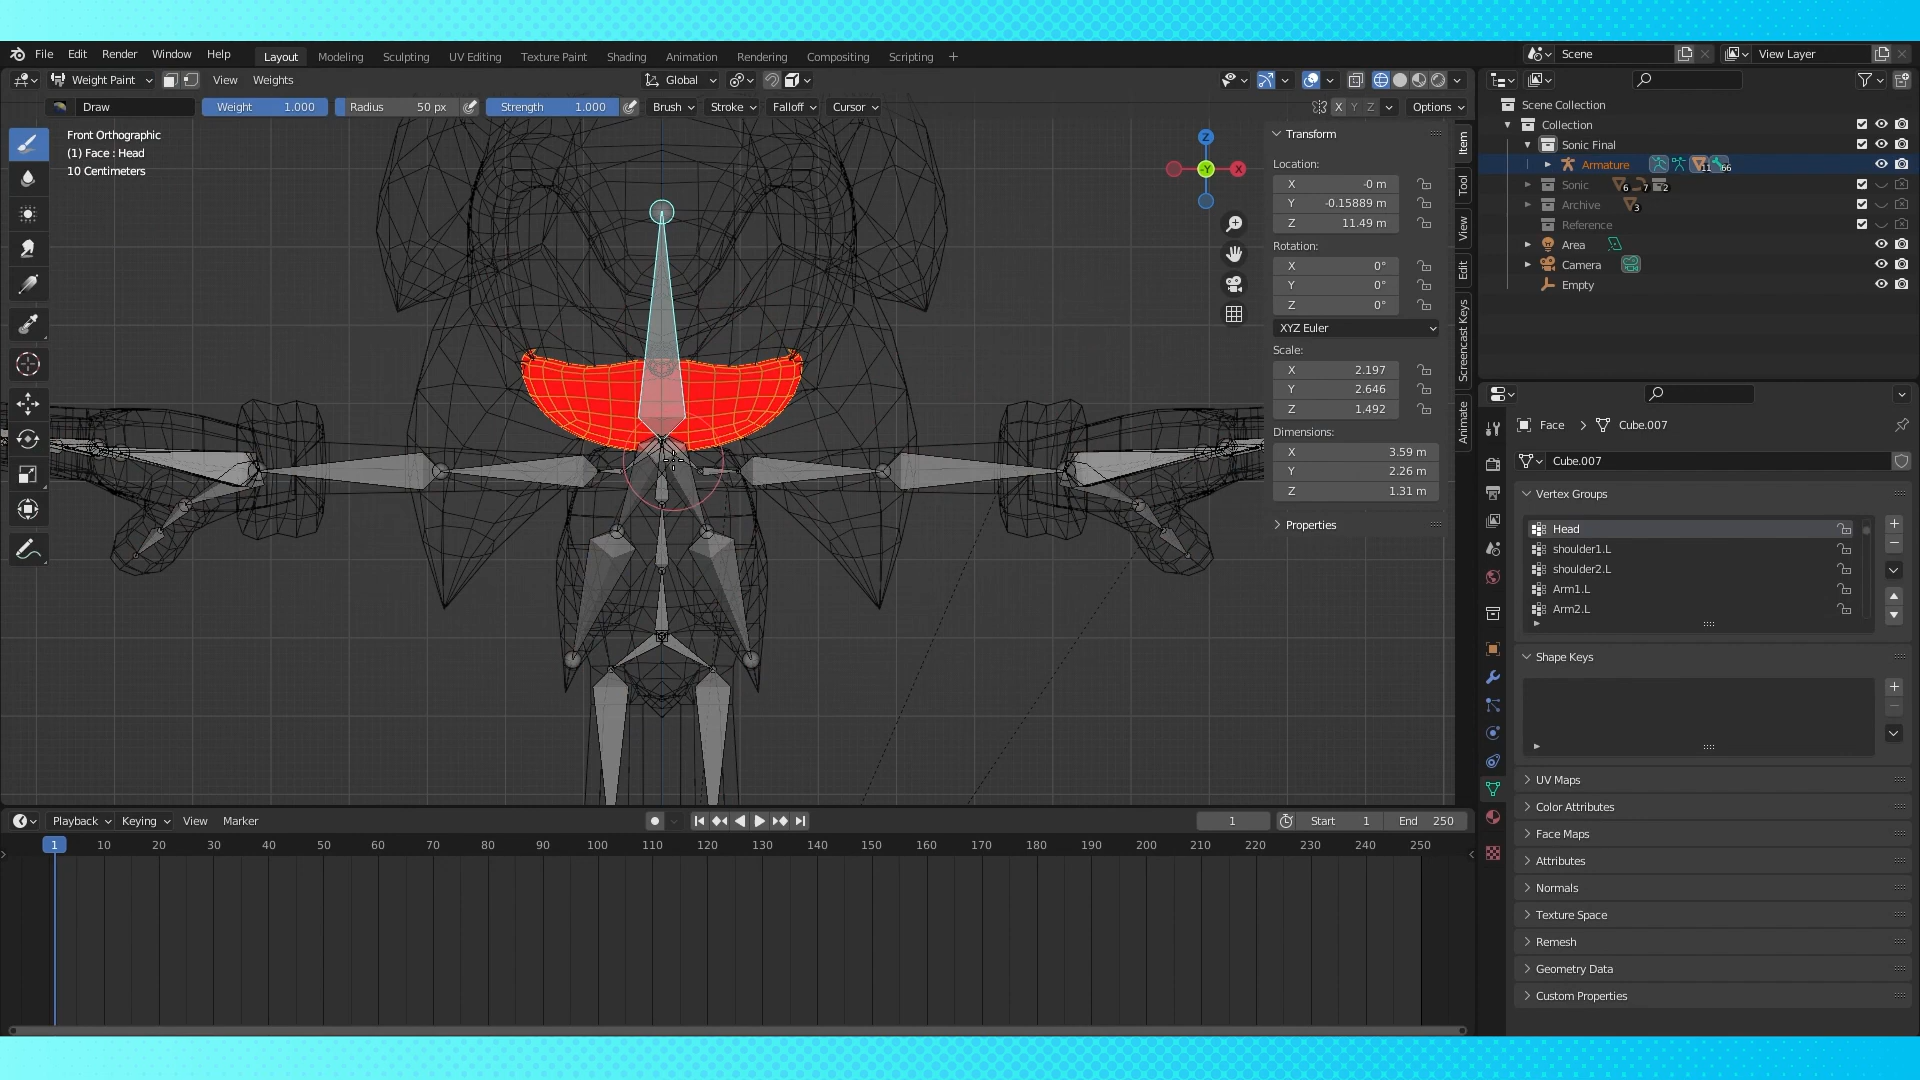 File Edit Render Window Help Layout Modeling Sculpting UV Editing Texture Paint Shading Animation Rendering Compositing Scripting + Scene View Layer
Weight Paint View Weights Global
Draw Weight 1.000 Radius 50 px Strength 1.000 Brush Stroke Falloff Cursor X Y Z Options
Front Orthographic
(1) Face : Head
10 Centimeters
Z
Y
X
Transform
Location:
X -0 m
Y -0.15889 m
Z 11.49 m
Rotation:
X 0°
Y 0°
Z 0°
XYZ Euler
Scale:
X 2.197
Y 2.646
Z 1.492
Dimensions:
X 3.59 m
Y 2.26 m
Z 1.31 m
Properties
Item
Tool
View
Edit
Screencast Keys
Animate
Scene Collection
Collection
Sonic Final
Armature 11 66
Sonic 6 7 2
Archive 3
Reference
Area
Camera
Empty
Face Cube.007
Cube.007
Vertex Groups
Head
shoulder1.L
shoulder2.L
Arm1.L
Arm2.L
Shape Keys
UV Maps
Color Attributes
Face Maps
Attributes
Normals
Texture Space
Remesh
Geometry Data
Custom Properties
Playback Keying View Marker 1 Start 1 End 250
1 10 20 30 40 50 60 70 80 90 100 110 120 130 140 150 160 170 180 190 200 210 220 230 240 250